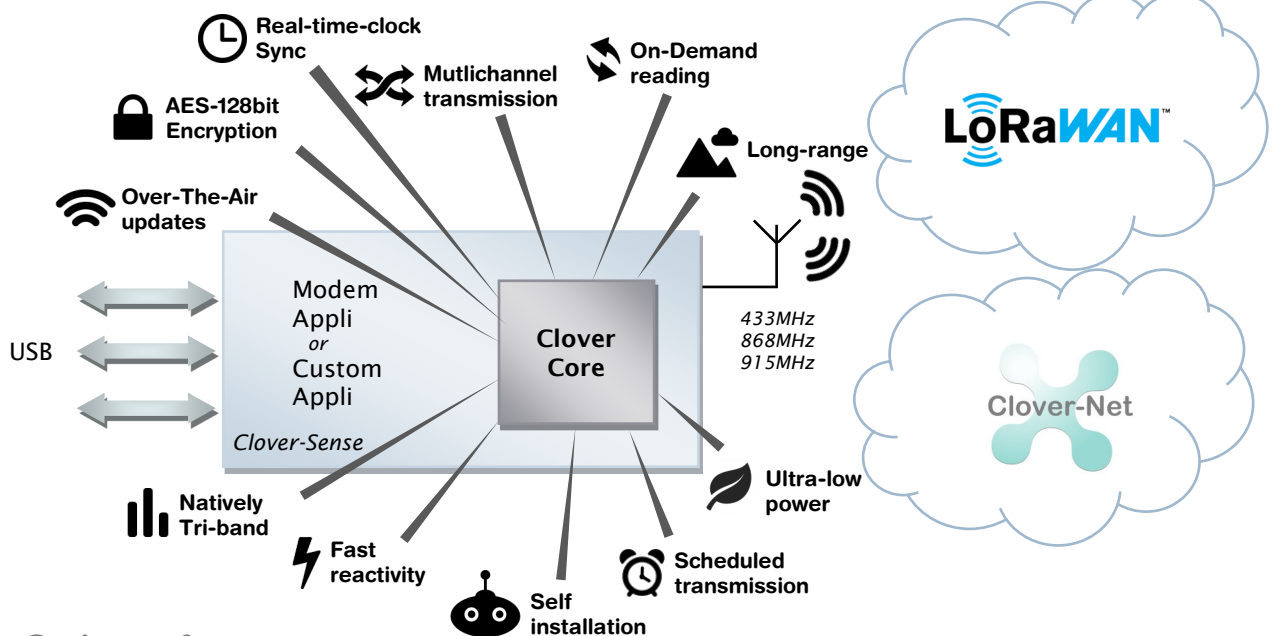 Real-time-clock
Sync
Mutlichannel
transmission
On-Demand
reading
AES-128bit
Encryption
Long-range
LoRaWAN™
Over-The-Air
updates
Modem
Appli
or
Custom
Appli
Clover-Sense
USB
Clover
Core
433MHz
868MHz
915MHz
Clover-Net
Natively
Tri-band
Fast
reactivity
Self
installation
Scheduled
transmission
Ultra-low
power